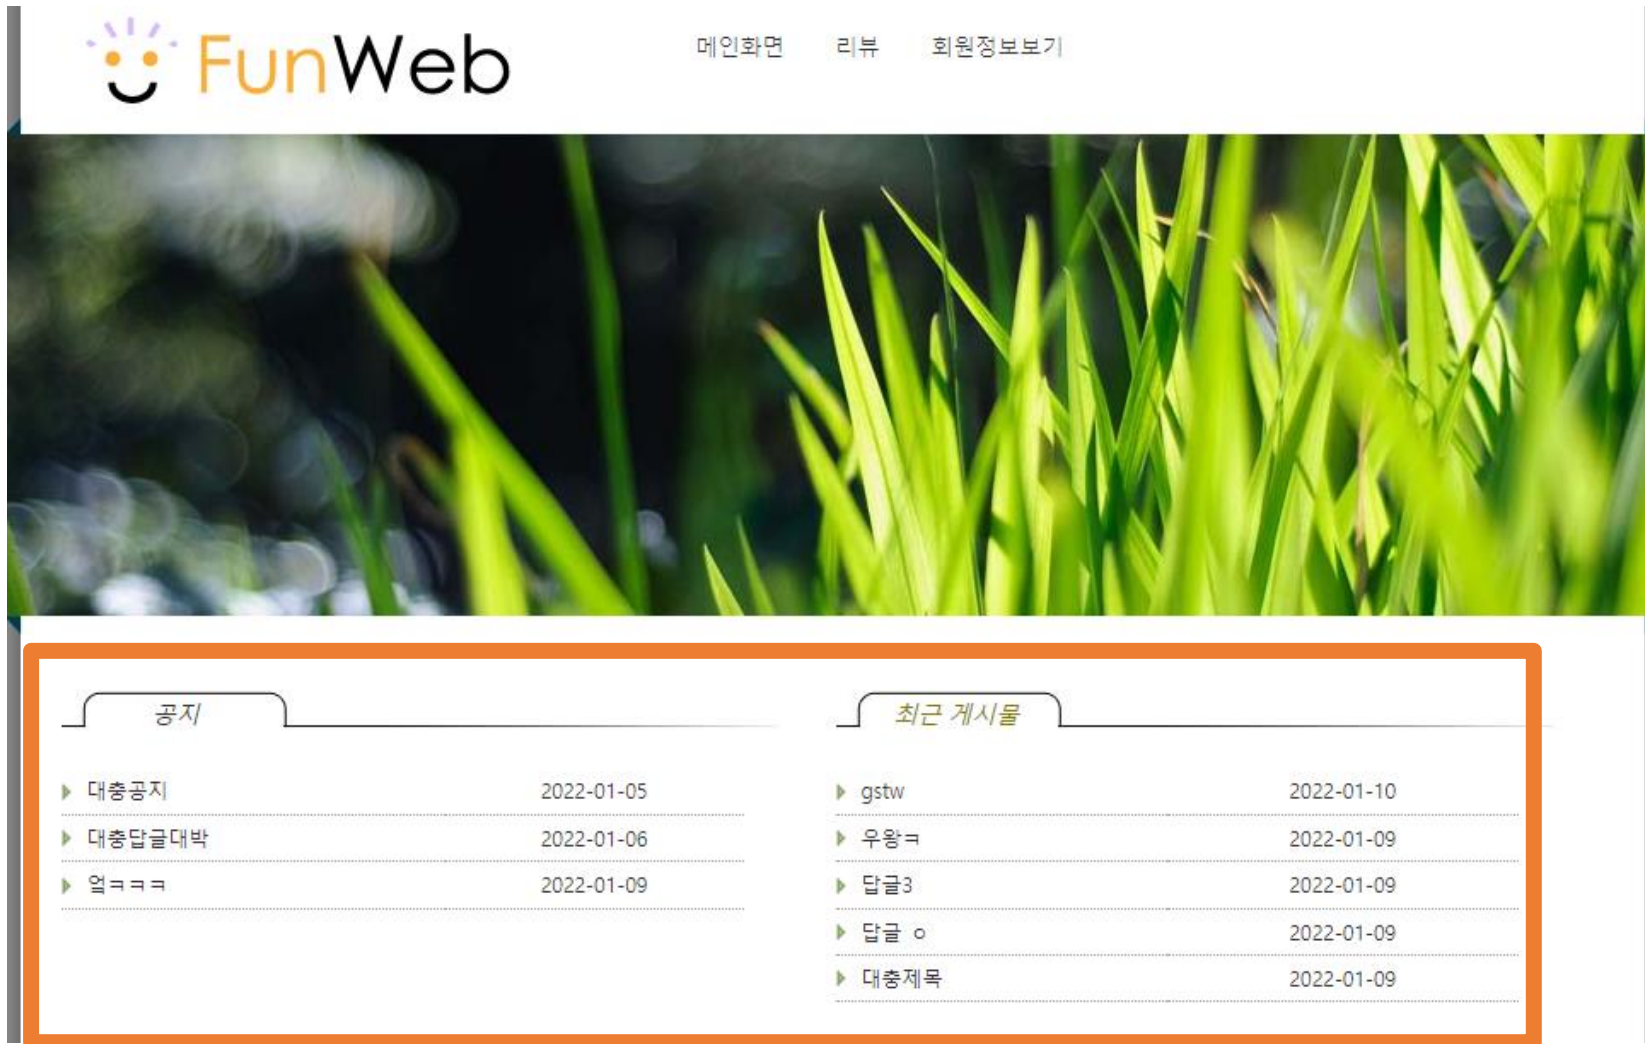 FunWeb
메인화면 리뷰 회원정보보기
공지
대충공지 2022-01-05
대충답글대박 2022-01-06
엌ㅋㅋㅋ 2022-01-09
최근 게시물
gstw 2022-01-10
우왕ㅋ 2022-01-09
답글3 2022-01-09
답글 ㅇ 2022-01-09
대충제목 2022-01-09